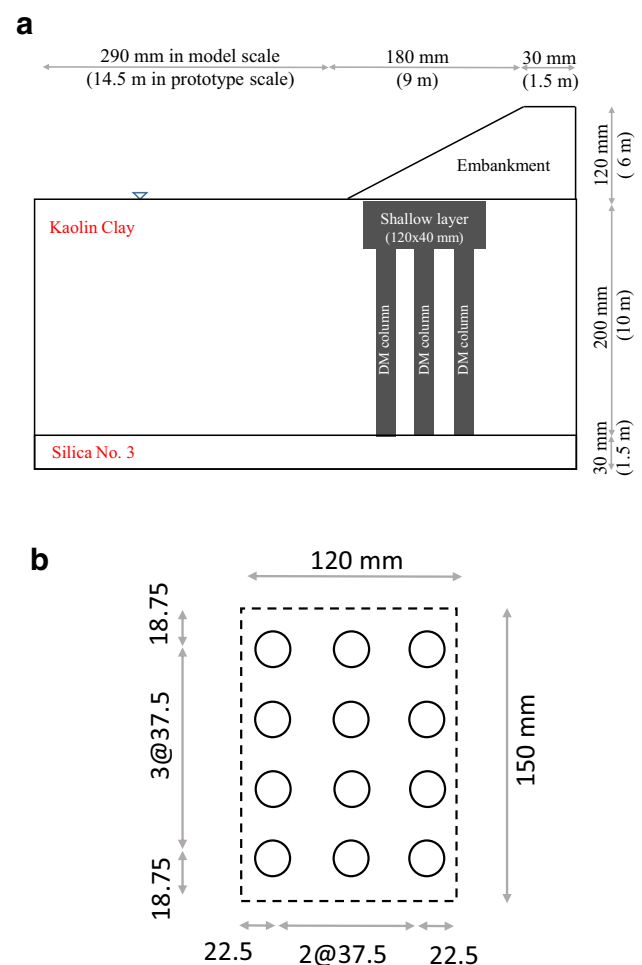 a
290 mm in model scale
(14.5 m in prototype scale)
180 mm
(9 m)
30 mm
(1.5 m)
Embankment
120 mm
( 6 m)
Kaolin Clay
Shallow layer
(120x40 mm)
DM column
DM column
DM column
200 mm
(10 m)
Silica No. 3
30 mm
(1.5 m)
b
120 mm
18.75
3@37.5
18.75
150 mm
22.5
2@37.5
22.5